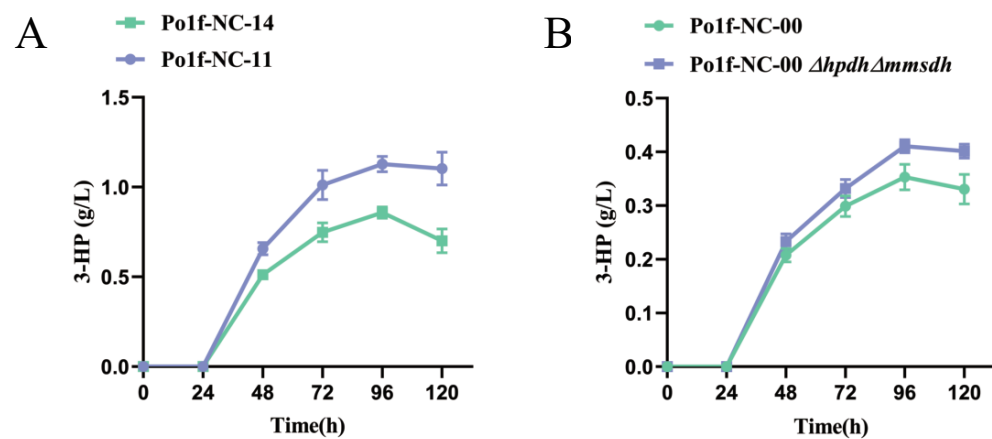 A
Po1f-NC-14
Po1f-NC-11
3-HP (g/L)
1.5
1.0
0.5
0.0
0 24 48 72 96 120
Time(h)
B
Po1f-NC-00
Po1f-NC-00 ΔhpdhΔmmsdh
3-HP (g/L)
0.5
0.4
0.3
0.2
0.1
0.0
0 24 48 72 96 120
Time(h)